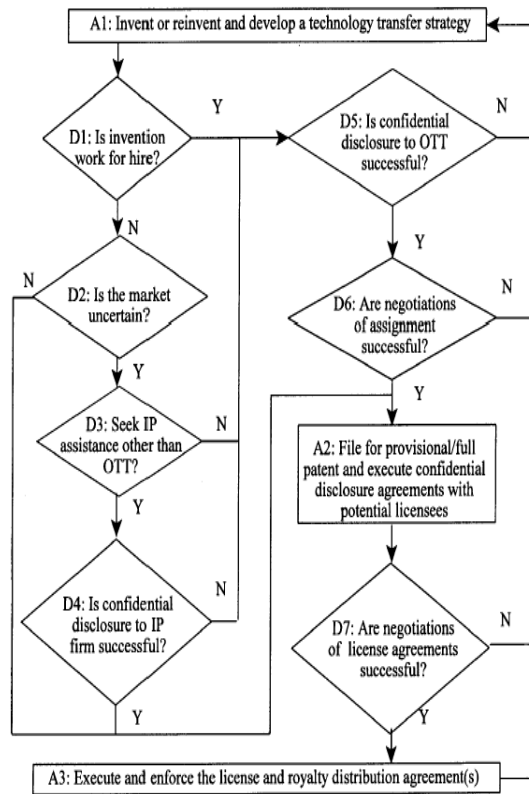 A1: Invent or reinvent and develop a technology transfer strategy
Y
N
D1: Is invention
work for hire?
D5: Is confidential
disclosure to OTT
successful?
N
Y
N
D2: Is the market
uncertain?
D6: Are negotiations
of assignment
successful?
N
Y
Y
D3: Seek IP
assistance other than
OTT?
N
A2: File for provisional/full
patent and execute confidential
disclosure agreements with
potential licensees
Y
D4: Is confidential
disclosure to IP
firm successful?
N
D7: Are negotiations
of license agreements
successful?
N
Y
Y
A3: Execute and enforce the license and royalty distribution agreement(s)